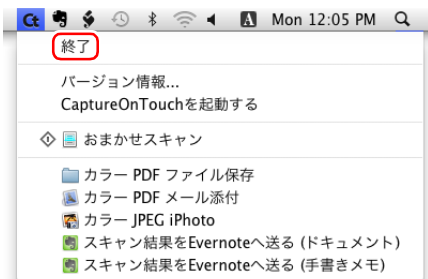 Ct A Mon 12:05 PM
終了
バージョン情報...
CaptureOnTouchを起動する
おまかせスキャン
カラー PDF ファイル保存
カラー PDF メール添付
カラー JPEG iPhoto
スキャン結果をEvernoteへ送る (ドキュメント)
スキャン結果をEvernoteへ送る (手書きメモ)